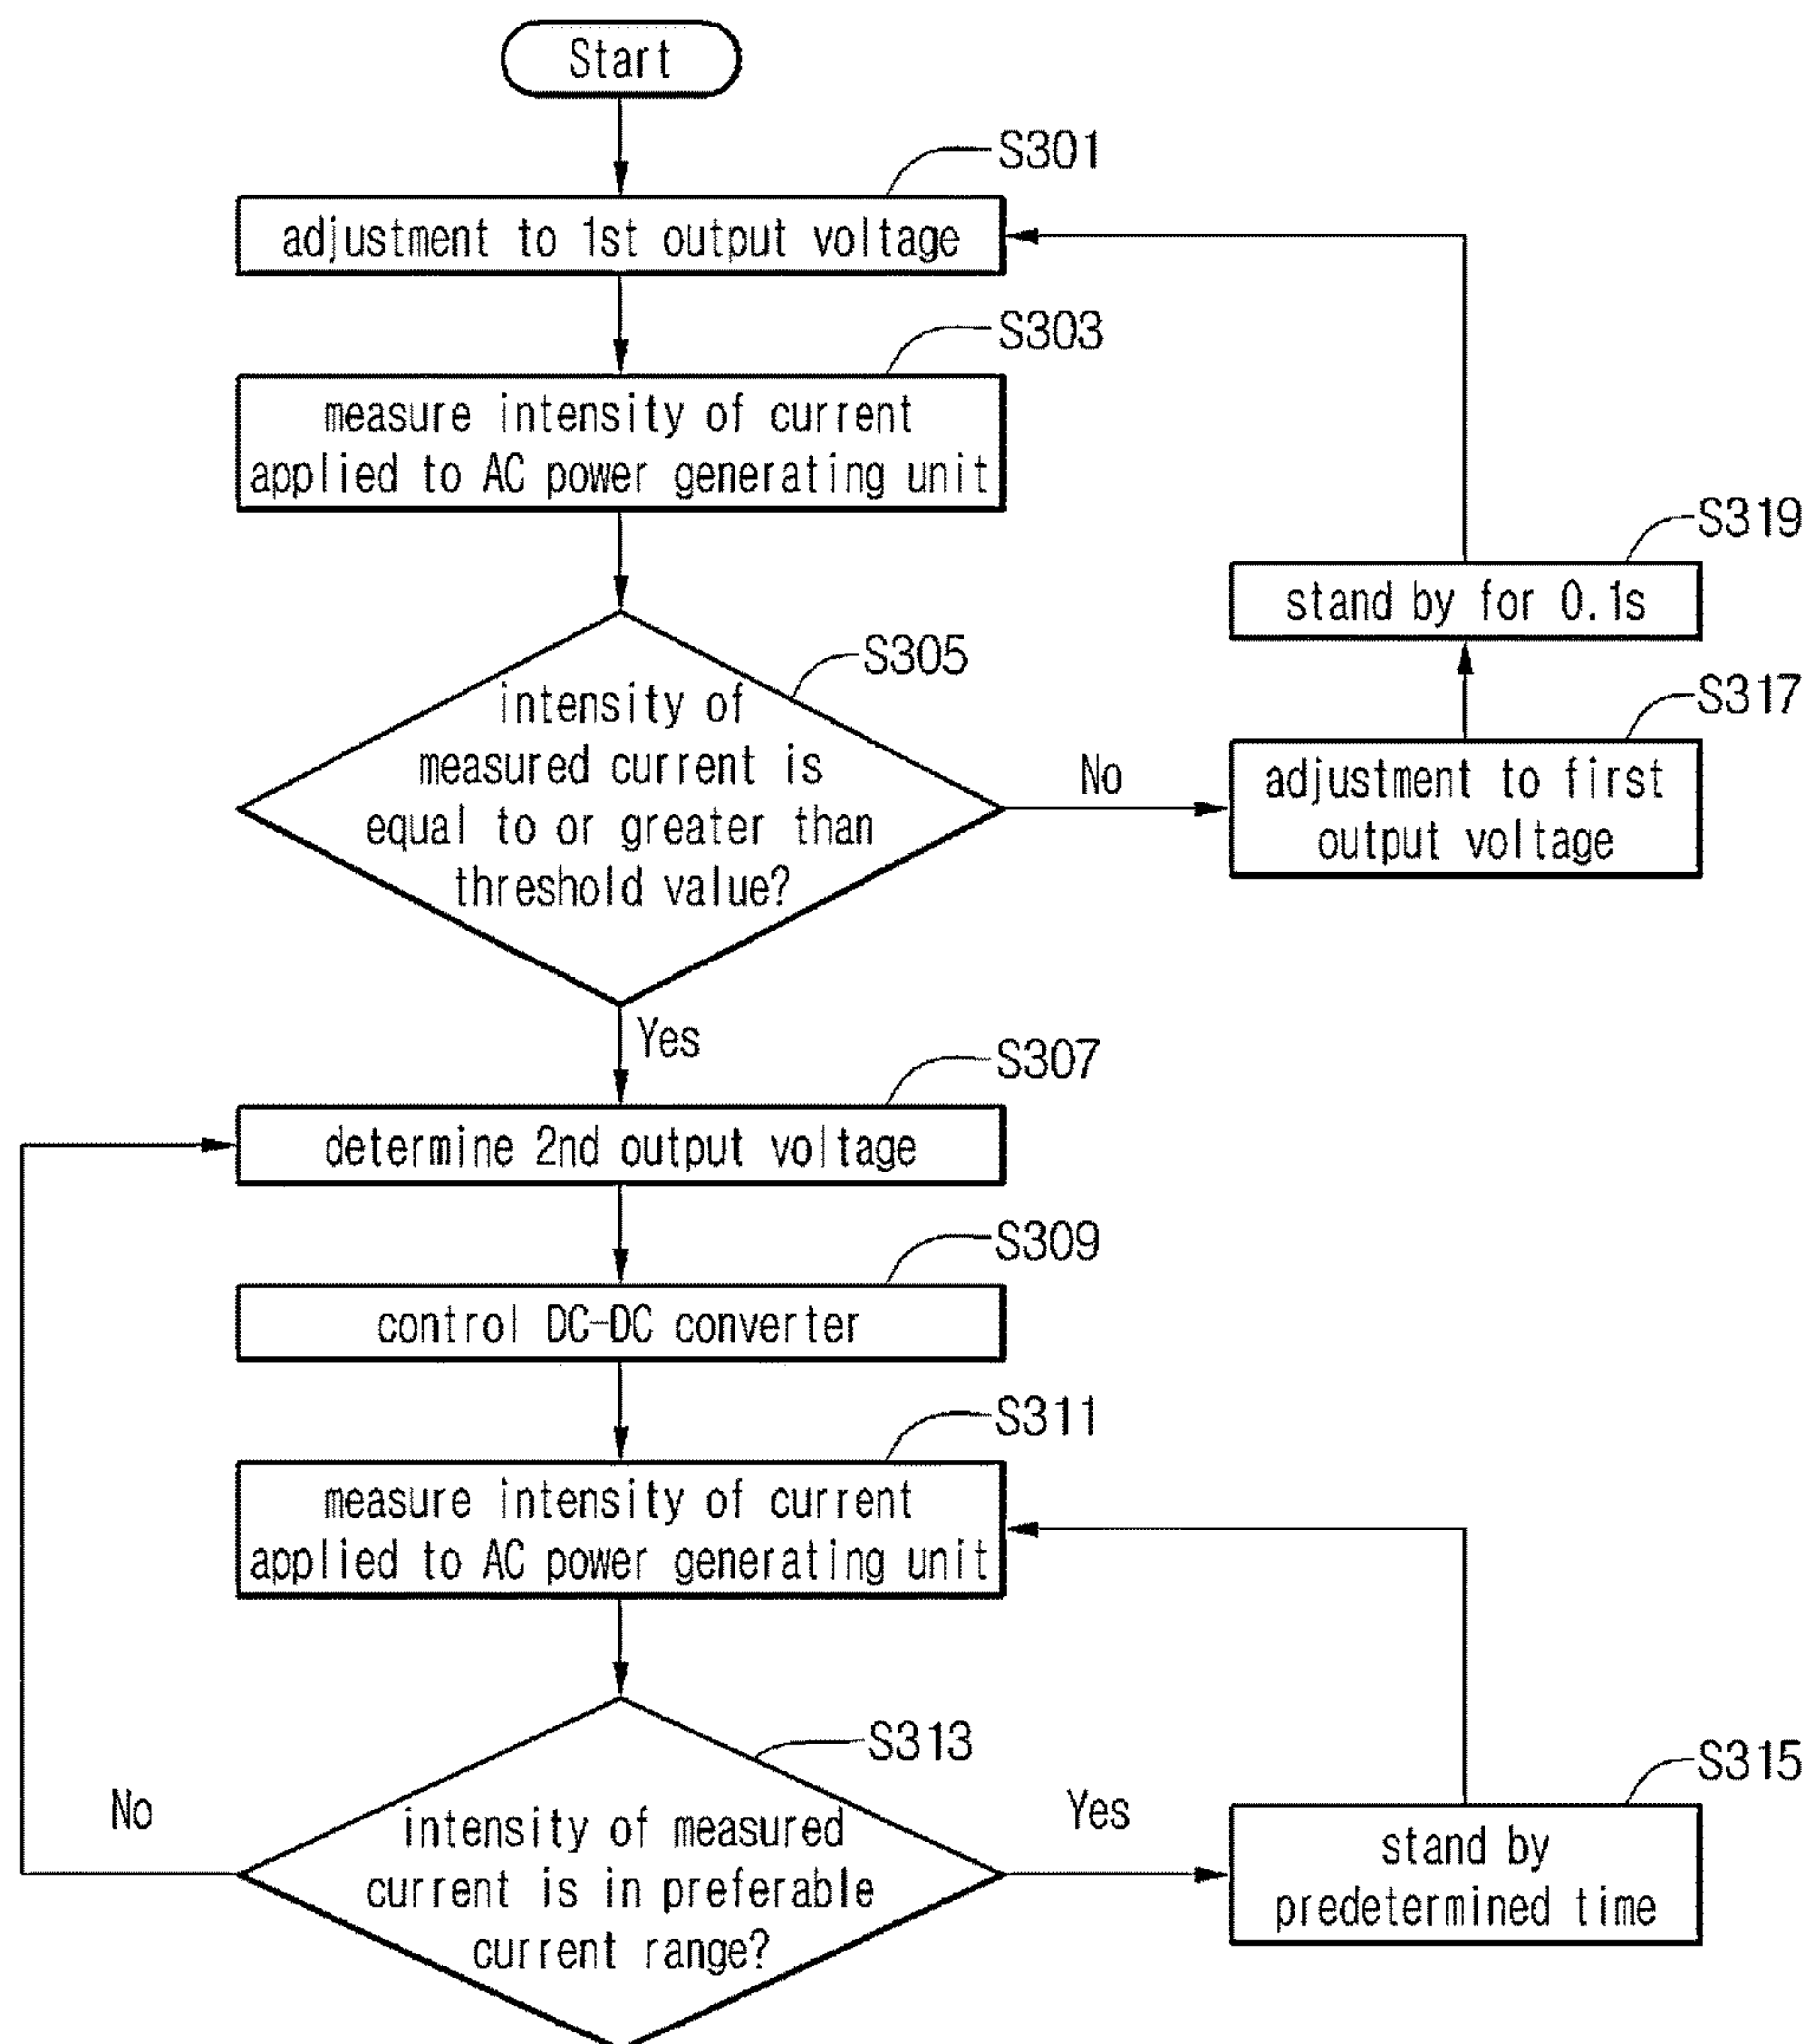 Start
S301
adjustment to 1st output voltage
S303
measure intensity of current
applied to AC power generating unit
S319
stand by for 0.1s
S305
intensity of
measured current is
equal to or greater than
threshold value?
No
S317
adjustment to first
output voltage
Yes
S307
determine 2nd output voltage
S309
control DC-DC converter
S311
measure intensity of current
applied to AC power generating unit
S313
intensity of measured
current is in preferable
current range?
No
Yes
S315
stand by
predetermined time